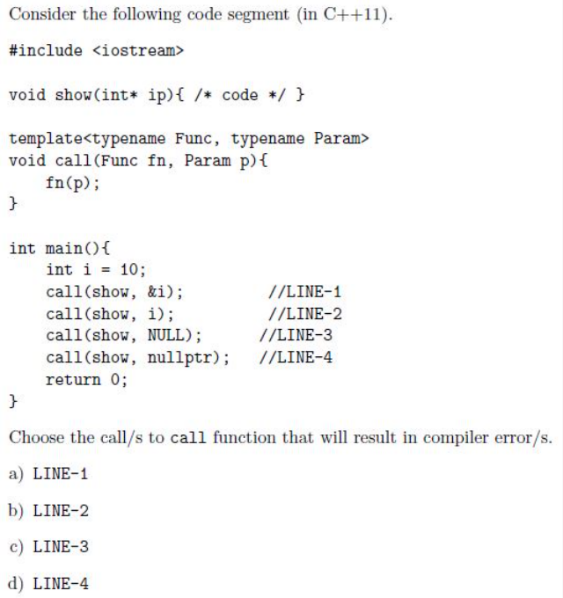 Consider the following code segment (in C++11).
#include <iostream>
void show(int* ip){ /* code */ }
template<typename Func, typename Param>
void call(Func fn, Param p){
fn(p);
}
int main(){
int i = 10;
call(show, &i); //LINE-1
call(show, i); //LINE-2
call(show, NULL); //LINE-3
call(show, nullptr); //LINE-4
return 0;
}
Choose the call/s to call function that will result in compiler error/s.
a) LINE-1
b) LINE-2
c) LINE-3
d) LINE-4